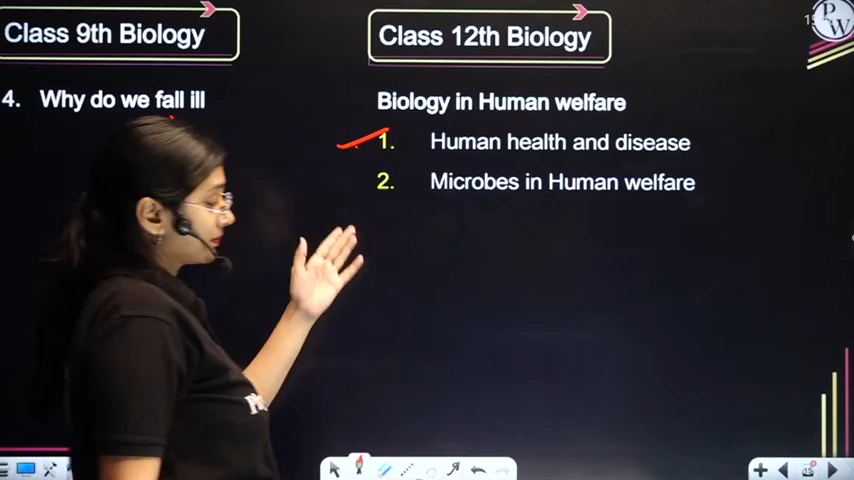 Class 9th Biology
4. Why do we fall ill
Class 12th Biology
Biology in Human welfare
1. Human health and disease
2. Microbes in Human welfare
P
W